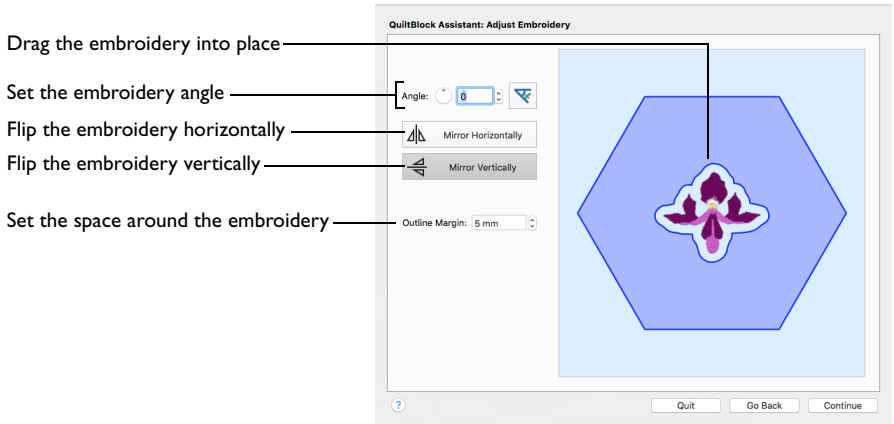 QuiltBlock Assistant: Adjust Embroidery
Drag the embroidery into place
Set the embroidery angle
Angle: 0
Flip the embroidery horizontally
Mirror Horizontally
Flip the embroidery vertically
Mirror Vertically
Set the space around the embroidery
Outline Margin: 5 mm
? Quit Go Back Continue